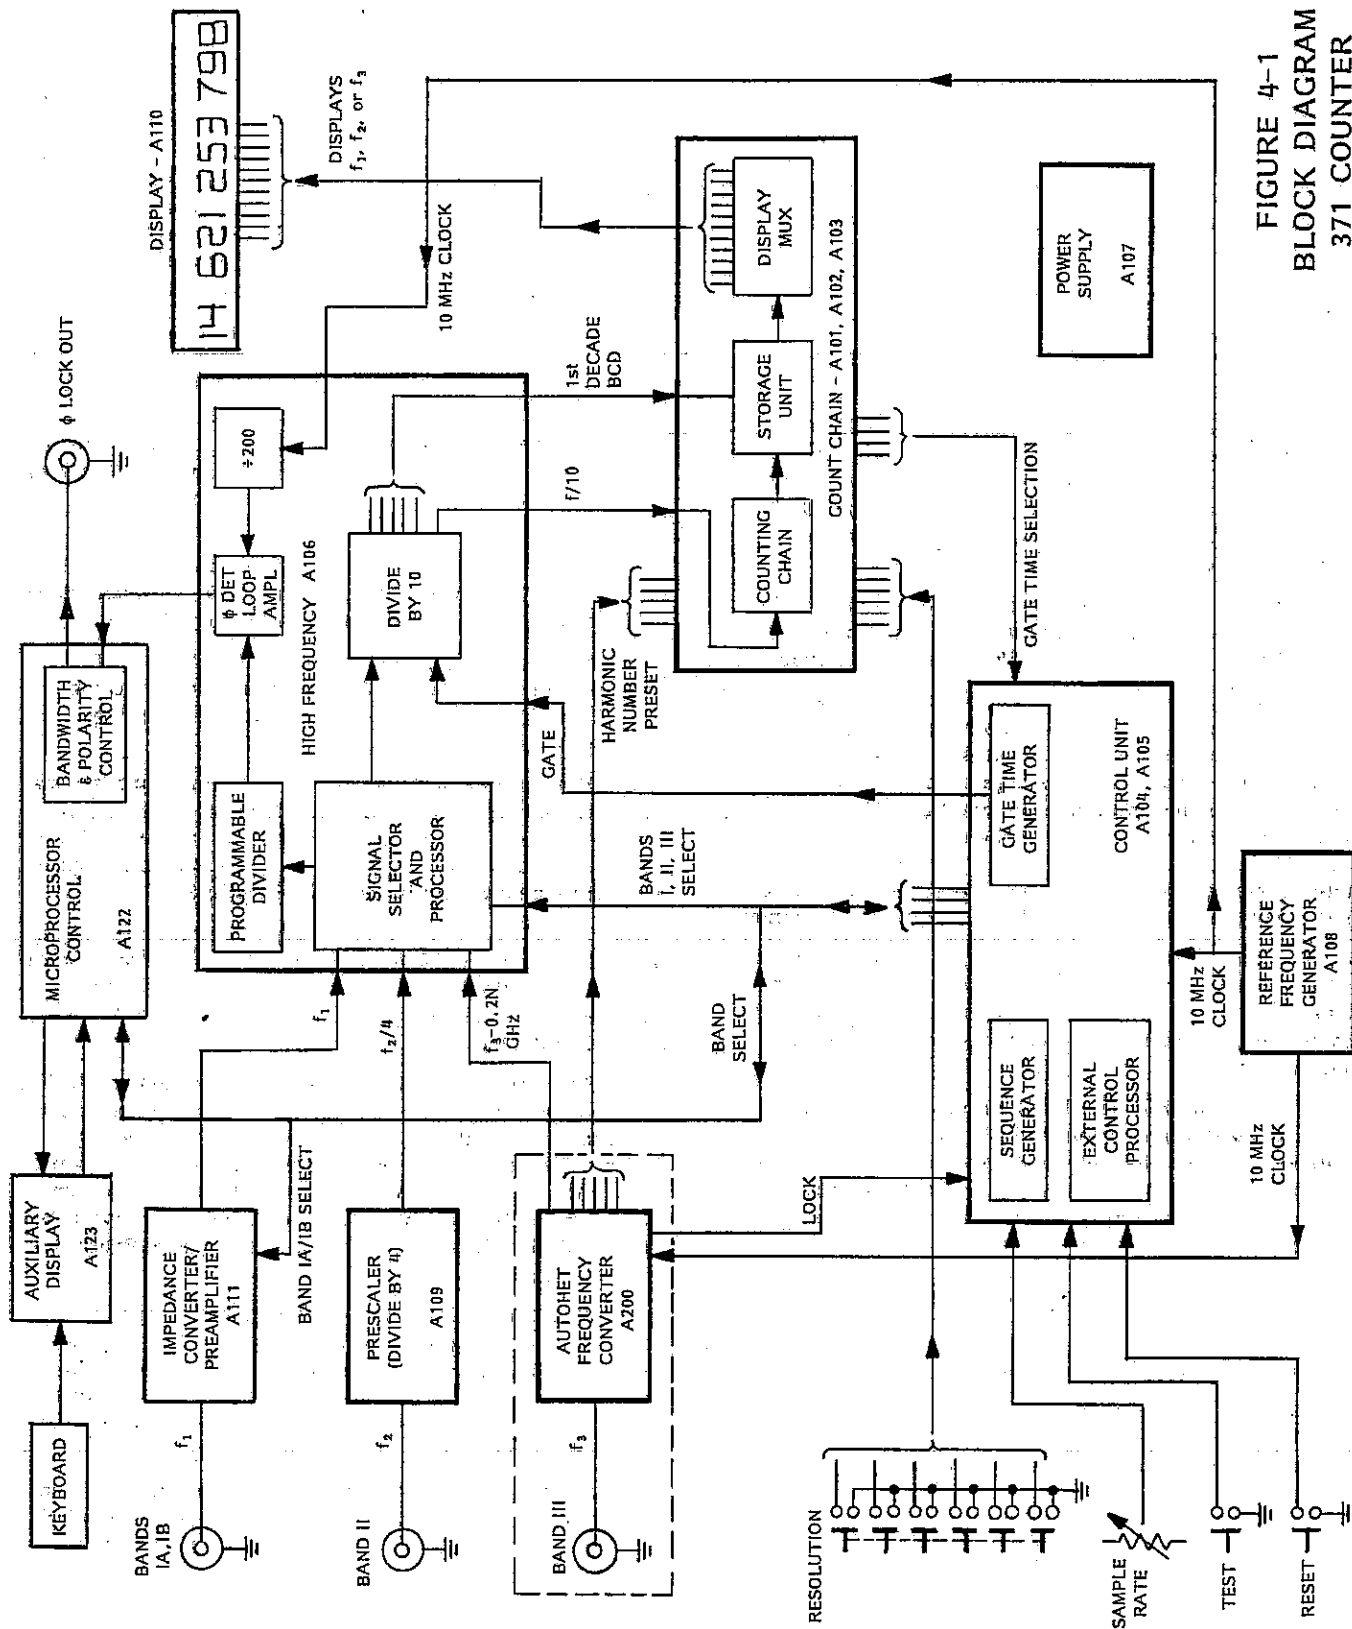 DISPLAY - A110
14 621 253 798
DISPLAYS
f₁, f₂, or f₃
ϕ LOCK OUT
10 MHz CLOCK
KEYBOARD
AUXILIARY
DISPLAY
A123
MICROPROCESSOR
CONTROL
A122
BANDWIDTH
& POLARITY
CONTROL
BANDS
IA, IB
f₁
IMPEDANCE
CONVERTER/
PREAMPLIFIER
A111
BAND IA/IB SELECT
f₁
PROGRAMMABLE
DIVIDER
ϕ DET
LOOP
AMPL
÷200
HIGH FREQUENCY A106
SIGNAL
SELECTOR
AND
PROCESSOR
DIVIDE
BY 10
BAND II
f₂
PRESCALER
(DIVIDE BY 4)
A109
f₂/4
f₃-0.2N
GHz
GATE
f/10
1st
DECADE
BCD
BAND III
f₃
AUTOHET
FREQUENCY
CONVERTER
A200
HARMONIC
NUMBER
PRESET
BANDS
I, II, III
SELECT
BAND
SELECT
LOCK
COUNTING
CHAIN
STORAGE
UNIT
DISPLAY
MUX
COUNT CHAIN - A101, A102, A103
RESOLUTION
GATE TIME SELECTION
SEQUENCE
GENERATOR
EXTERNAL
CONTROL
PROCESSOR
GATE TIME
GENERATOR
CONTROL UNIT
A104, A105
POWER
SUPPLY
A107
SAMPLE
RATE
TEST
RESET
10 MHz
CLOCK
10 MHz
CLOCK
REFERENCE
FREQUENCY
GENERATOR
A108
FIGURE 4-1
BLOCK DIAGRAM
371 COUNTER